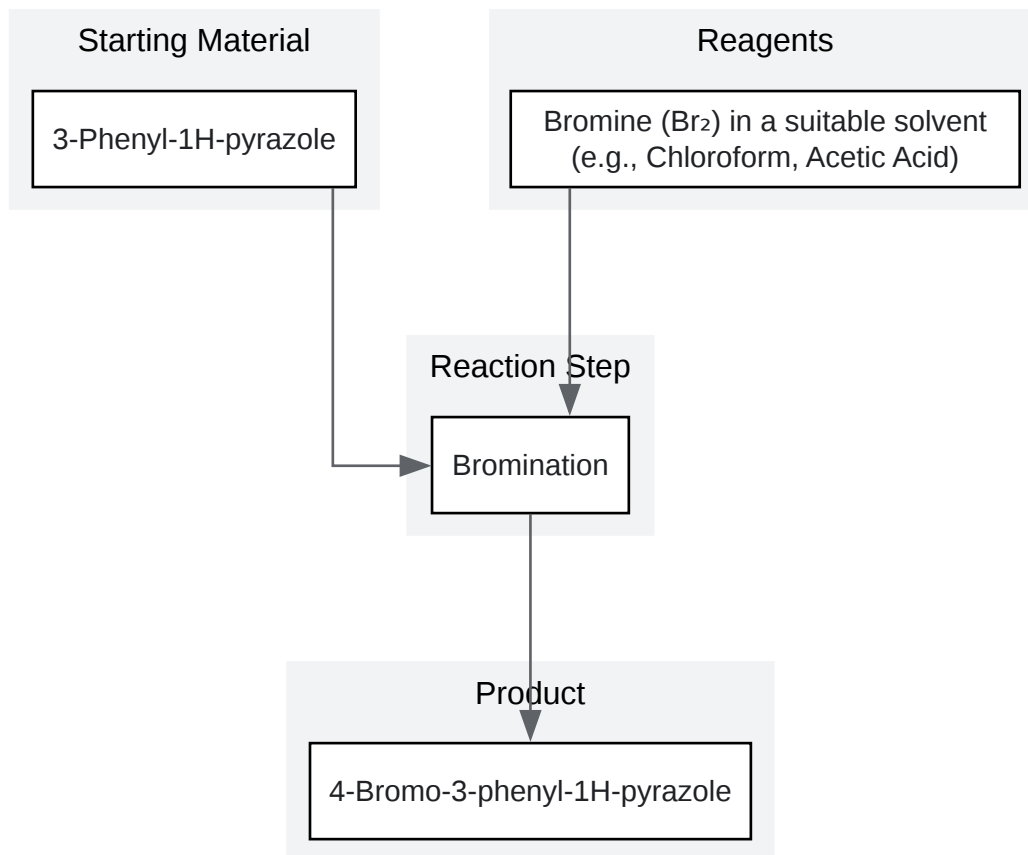 Starting Material
3-Phenyl-1H-pyrazole
Reagents
Bromine (Br₂) in a suitable solvent
(e.g., Chloroform, Acetic Acid)
Reaction Step
Bromination
Product
4-Bromo-3-phenyl-1H-pyrazole